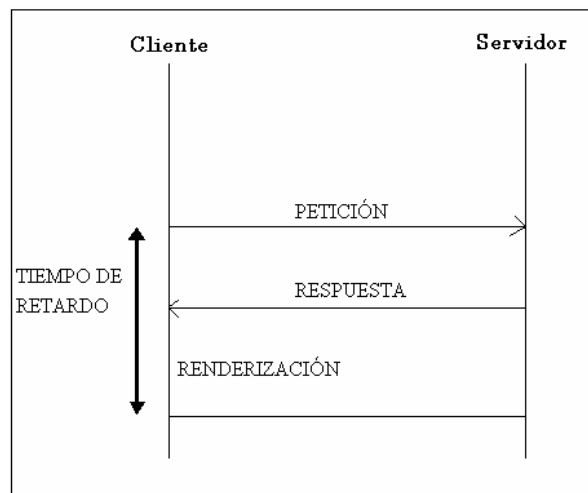 Cliente
Servidor
PETICIÓN
TIEMPO DE
RETARDO
RESPUESTA
RENDERIZACIÓN